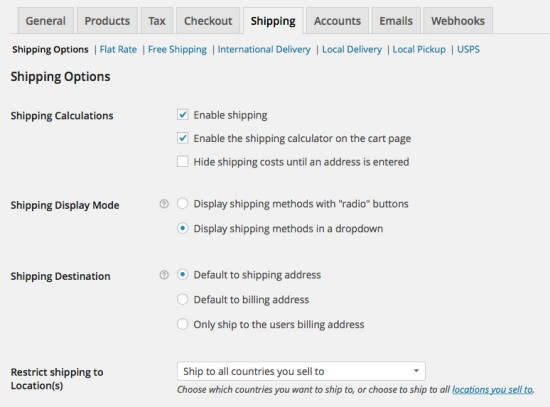 General Products Tax Checkout Shipping Accounts Emails Webhooks
Shipping Options | Flat Rate | Free Shipping | International Delivery | Local Delivery | Local Pickup | USPS
Shipping Options
Shipping Calculations
Enable shipping
Enable the shipping calculator on the cart page
Hide shipping costs until an address is entered
Shipping Display Mode
?
Display shipping methods with "radio" buttons
Display shipping methods in a dropdown
Shipping Destination
?
Default to shipping address
Default to billing address
Only ship to the users billing address
Restrict shipping to
Location(s)
Ship to all countries you sell to
Choose which countries you want to ship to, or choose to ship to all locations you sell to.